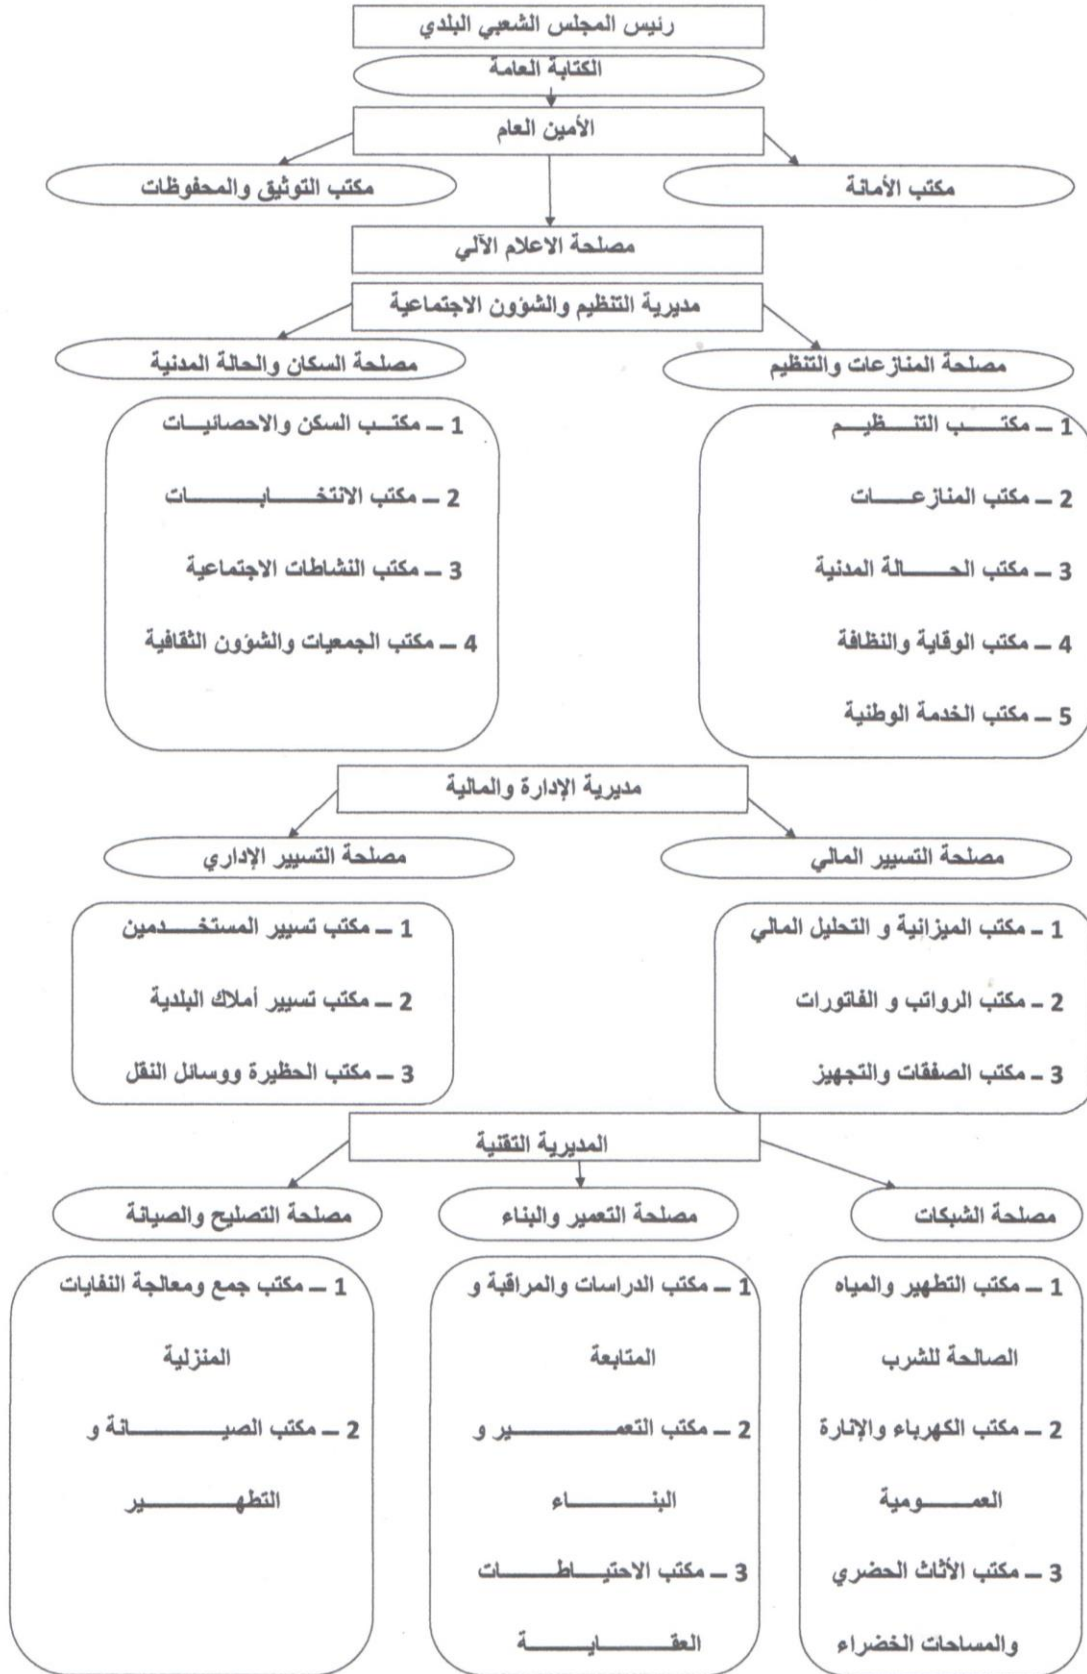 رئيس المجلس الشعبي البلدي
الكتابة العامة
الأمين العام
مكتب الأمانة
مكتب التوثيق والمحفوظات
مصلحة الاعلام الآلي
مديرية التنظيم والشؤون الاجتماعية
مصلحة المنازعات والتنظيم
مصلحة السكان والحالة المدنية
1 – مكتب التنظيم
2 – مكتب المنازعات
3 – مكتب الحالة المدنية
4 – مكتب الوقاية والنظافة
5 – مكتب الخدمة الوطنية
1 – مكتب السكن والاحصائيات
2 – مكتب الانتخابات
3 – مكتب النشاطات الاجتماعية
4 – مكتب الجمعيات والشؤون الثقافية
مديرية الإدارة والمالية
مصلحة التسيير المالي
مصلحة التسيير الإداري
1 – مكتب الميزانية و التحليل المالي
2 – مكتب الرواتب و الفاتورات
3 – مكتب الصفقات والتجهيز
1 – مكتب تسيير المستخدمين
2 – مكتب تسيير أملاك البلدية
3 – مكتب الحظيرة ووسائل النقل
المديرية التقنية
مصلحة الشبكات
مصلحة التعمير والبناء
مصلحة التصليح والصيانة
1 – مكتب التطهير والمياه
الصالحة للشرب
2 – مكتب الكهرباء والإنارة
العمومية
3 – مكتب الأثاث الحضري
والمساحات الخضراء
1 – مكتب الدراسات والمراقبة و
المتابعة
2 – مكتب التعمير و
البناء
3 – مكتب الاحتياطات
العقاية
1 – مكتب جمع ومعالجة النفايات
المنزلية
2 – مكتب الصيانة و
التطهير